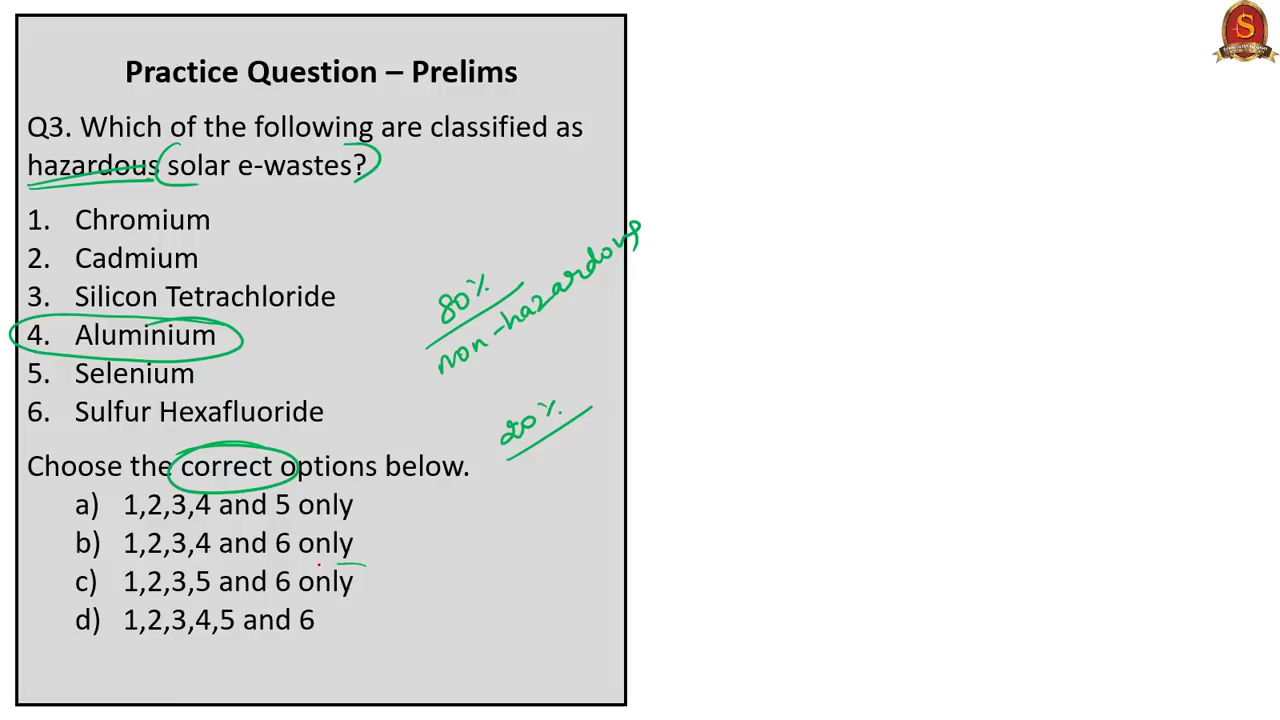 Practice Question – Prelims
Q3. Which of the following are classified as
hazardous solar e-wastes?
1. Chromium
2. Cadmium
3. Silicon Tetrachloride
4. Aluminium
5. Selenium
6. Sulfur Hexafluoride
80%
non-hazardous
20%
Choose the correct options below.
a) 1,2,3,4 and 5 only
b) 1,2,3,4 and 6 only
c) 1,2,3,5 and 6 only
d) 1,2,3,4,5 and 6
S